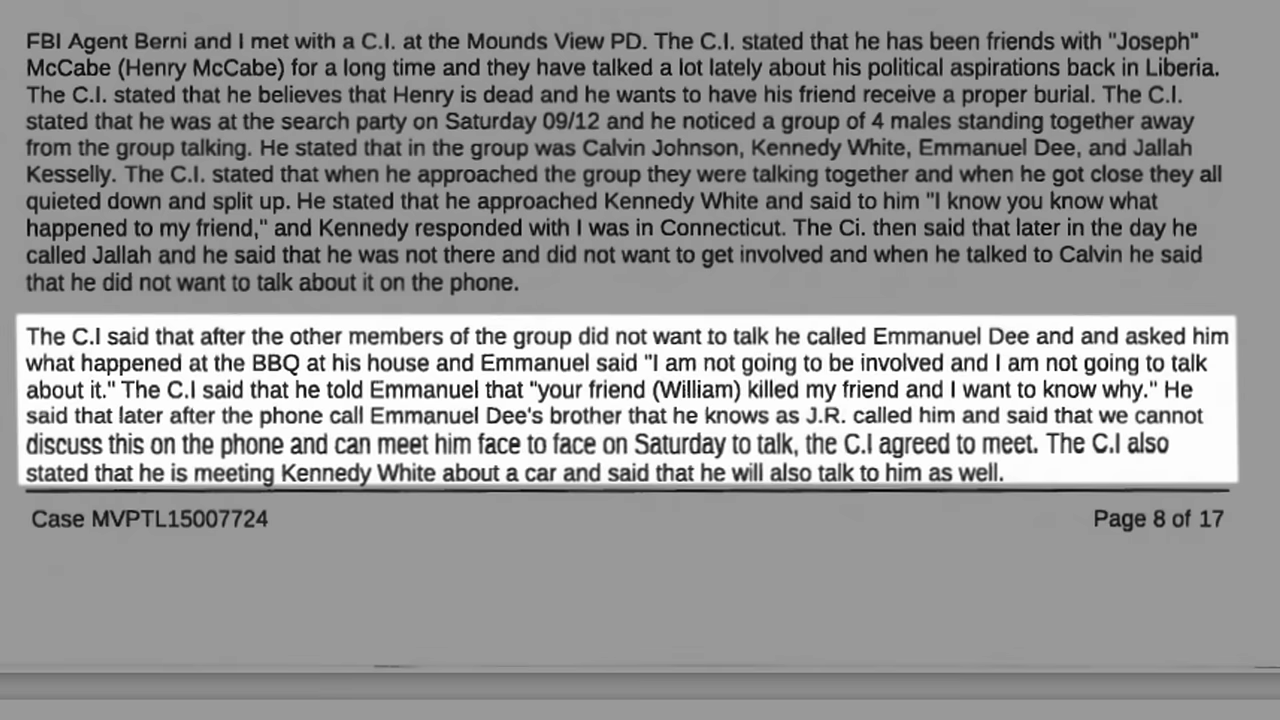 FBI Agent Berni and I met with a C.I. at the Mounds View PD. The C.I. stated that he has been friends with "Joseph"
McCabe (Henry McCabe) for a long time and they have talked a lot lately about his political aspirations back in Liberia.
The C.I. stated that he believes that Henry is dead and he wants to have his friend receive a proper burial. The C.I.
stated that he was at the search party on Saturday 09/12 and he noticed a group of 4 males standing together away
from the group talking. He stated that in the group was Calvin Johnson, Kennedy White, Emmanuel Dee, and Jallah
Kesselly. The C.I. stated that when he approached the group they were talking together and when he got close they all
quieted down and split up. He stated that he approached Kennedy White and said to him "I know you know what
happened to my friend," and Kennedy responded with I was in Connecticut. The Ci. then said that later in the day he
called Jallah and he said that he was not there and did not want to get involved and when he talked to Calvin he said
that he did not want to talk about it on the phone.
The C.I said that after the other members of the group did not want to talk he called Emmanuel Dee and and asked him
what happened at the BBQ at his house and Emmanuel said "I am not going to be involved and I am not going to talk
about it." The C.I said that he told Emmanuel that "your friend (William) killed my friend and I want to know why." He
said that later after the phone call Emmanuel Dee's brother that he knows as J.R. called him and said that we cannot
discuss this on the phone and can meet him face to face on Saturday to talk, the C.I agreed to meet. The C.I also
stated that he is meeting Kennedy White about a car and said that he will also talk to him as well.
Case MVPTL15007724
Page 8 of 17